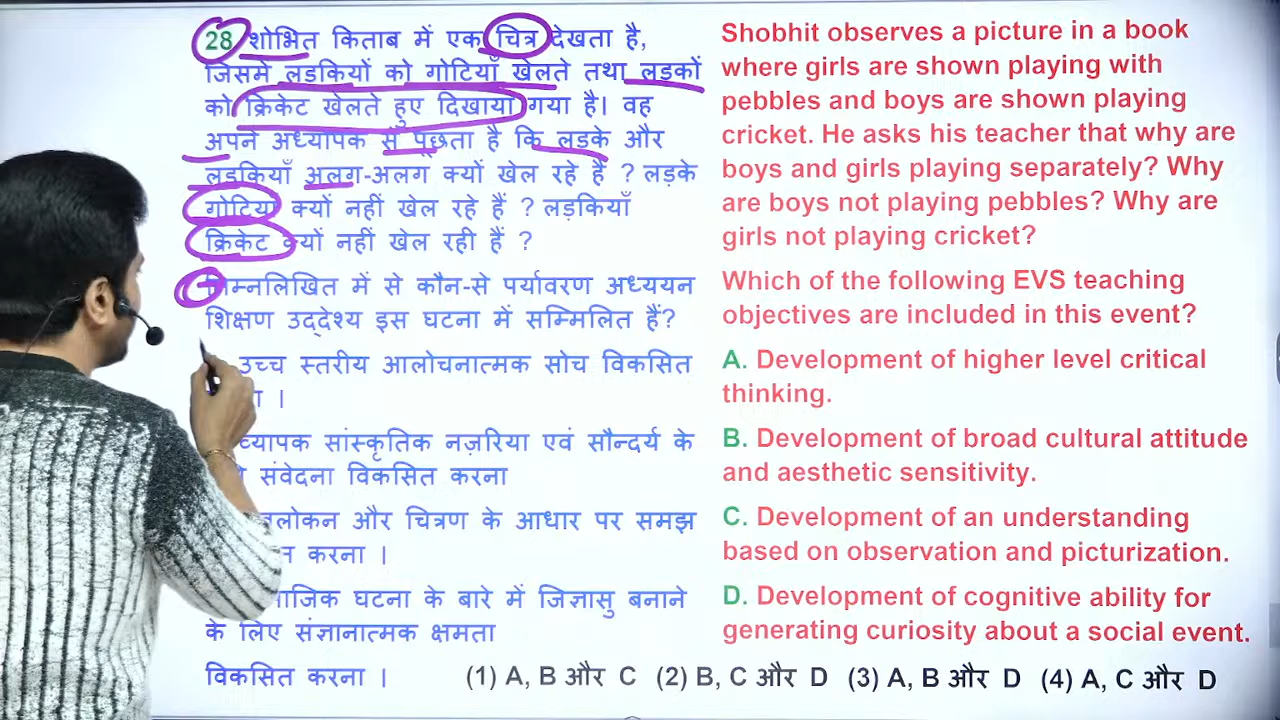 28 शोभित किताब में एक चित्र देखता है,
जिसमें लड़कियों को गोटियाँ खेलते तथा लड़कों
को क्रिकेट खेलते हुए दिखाया गया है। वह
अपने अध्यापक से पूछता है कि लड़के और
लड़कियाँ अलग-अलग क्यों खेल रहे हैं ? लड़के
गोटिया क्यों नहीं खेल रहे हैं ? लड़कियाँ
क्रिकेट क्यों नहीं खेल रही हैं ?
निम्नलिखित में से कौन-से पर्यावरण अध्ययन
शिक्षण उद्देश्य इस घटना में सम्मिलित हैं?
उच्च स्तरीय आलोचनात्मक सोच विकसित
।
व्यापक सांस्कृतिक नज़रिया एवं सौन्दर्य के
संवेदना विकसित करना
और चित्रण के आधार पर समझ
करना ।
घटना के बारे में जिज्ञासु बनाने
के लिए संज्ञानात्मक क्षमता
विकसित करना ।
Shobhit observes a picture in a book
where girls are shown playing with
pebbles and boys are shown playing
cricket. He asks his teacher that why are
boys and girls playing separately? Why
are boys not playing pebbles? Why are
girls not playing cricket?
Which of the following EVS teaching
objectives are included in this event?
A. Development of higher level critical
thinking.
B. Development of broad cultural attitude
and aesthetic sensitivity.
C. Development of an understanding
based on observation and picturization.
D. Development of cognitive ability for
generating curiosity about a social event.
(1) A, B और C (2) B, C और D (3) A, B और D (4) A, C और D